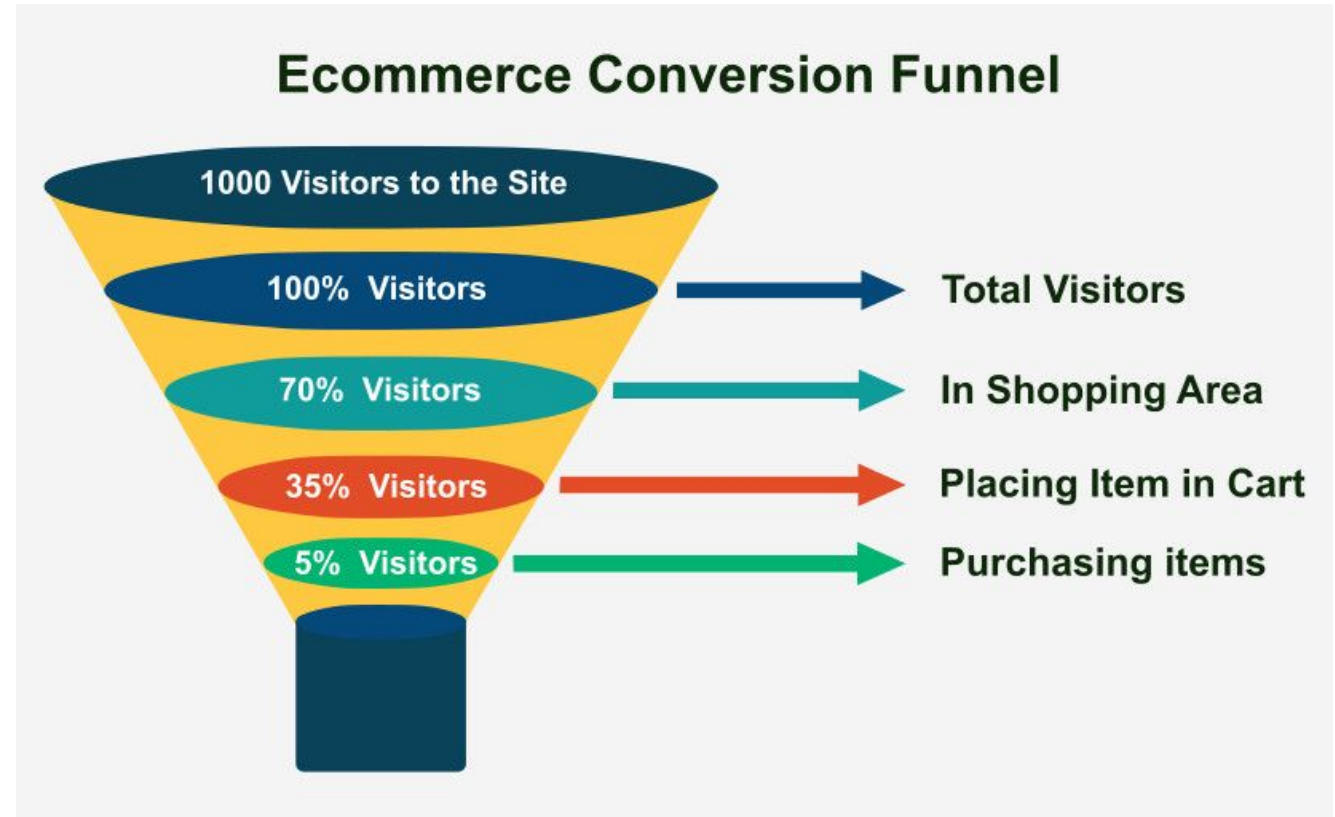 Ecommerce Conversion Funnel
1000 Visitors to the Site
100% Visitors
Total Visitors
70% Visitors
In Shopping Area
35% Visitors
Placing Item in Cart
5% Visitors
Purchasing items